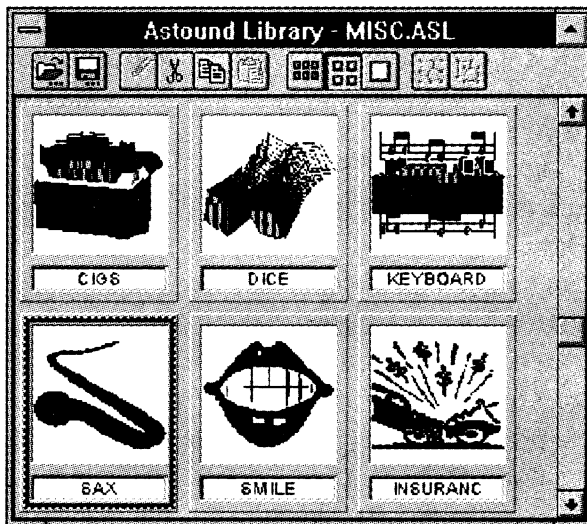 Astound Library - MISC.ASL
CIGS
DICE
KEYBOARD
SAX
SMILE
INSURANC